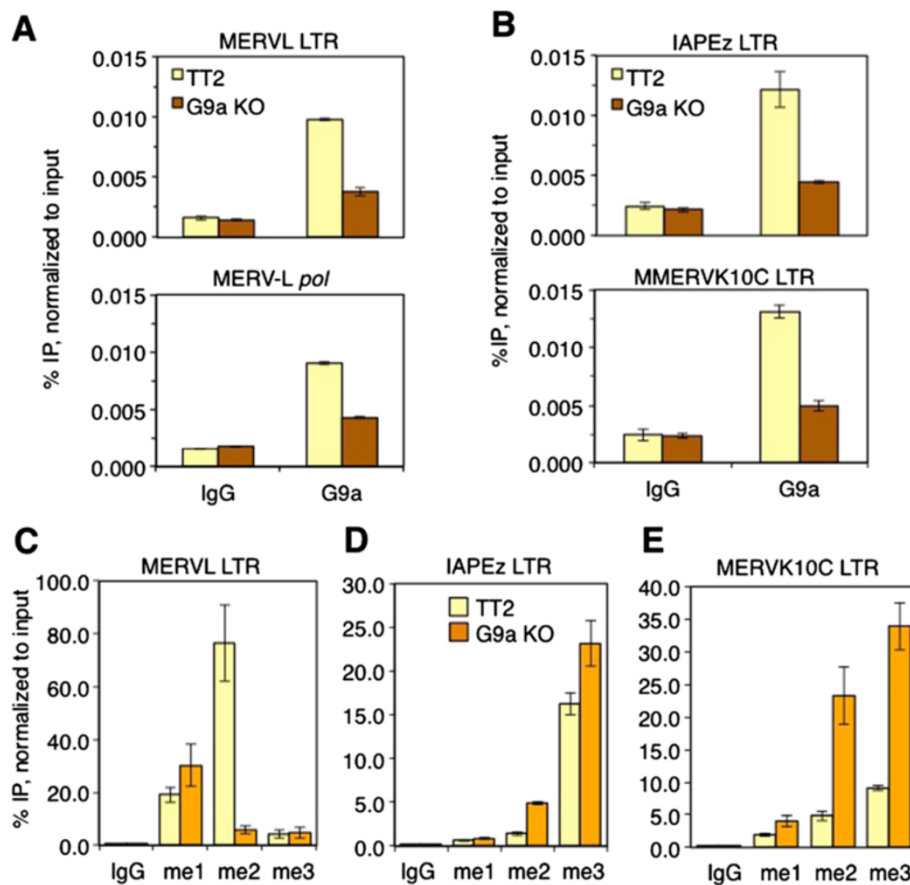 A
MERVL LTR
% IP, normalized to input
0.015
0.010
0.005
0.000
TT2
G9a KO
MERV-L pol
0.015
0.010
0.005
0.000
IgG G9a
B
IAPEz LTR
%IP, normalized to input
0.015
0.010
0.005
0.000
TT2
G9a KO
MMERVK10C LTR
0.015
0.010
0.005
0.000
IgG G9a
C
MERVL LTR
% IP, normalized to input
100.0
80.0
60.0
40.0
20.0
0.0
IgG me1 me2 me3
D
IAPEz LTR
30.0
25.0
20.0
15.0
10.0
5.0
0.0
TT2
G9a KO
IgG me1 me2 me3
E
MERVK10C LTR
40.0
35.0
30.0
25.0
20.0
15.0
10.0
5.0
0.0
IgG me1 me2 me3